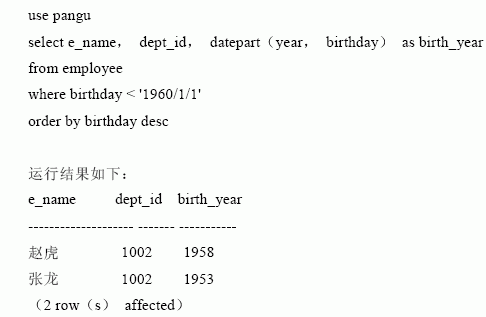 use pangu
select e_name， dept_id， datepart（year， birthday） as birth_year
from employee
where birthday < '1960/1/1'
order by birthday desc
运行结果如下：
e_name dept_id birth_year
-------------------- ------- -----------
赵虎 1002 1958
张龙 1002 1953
（2 row（s） affected）